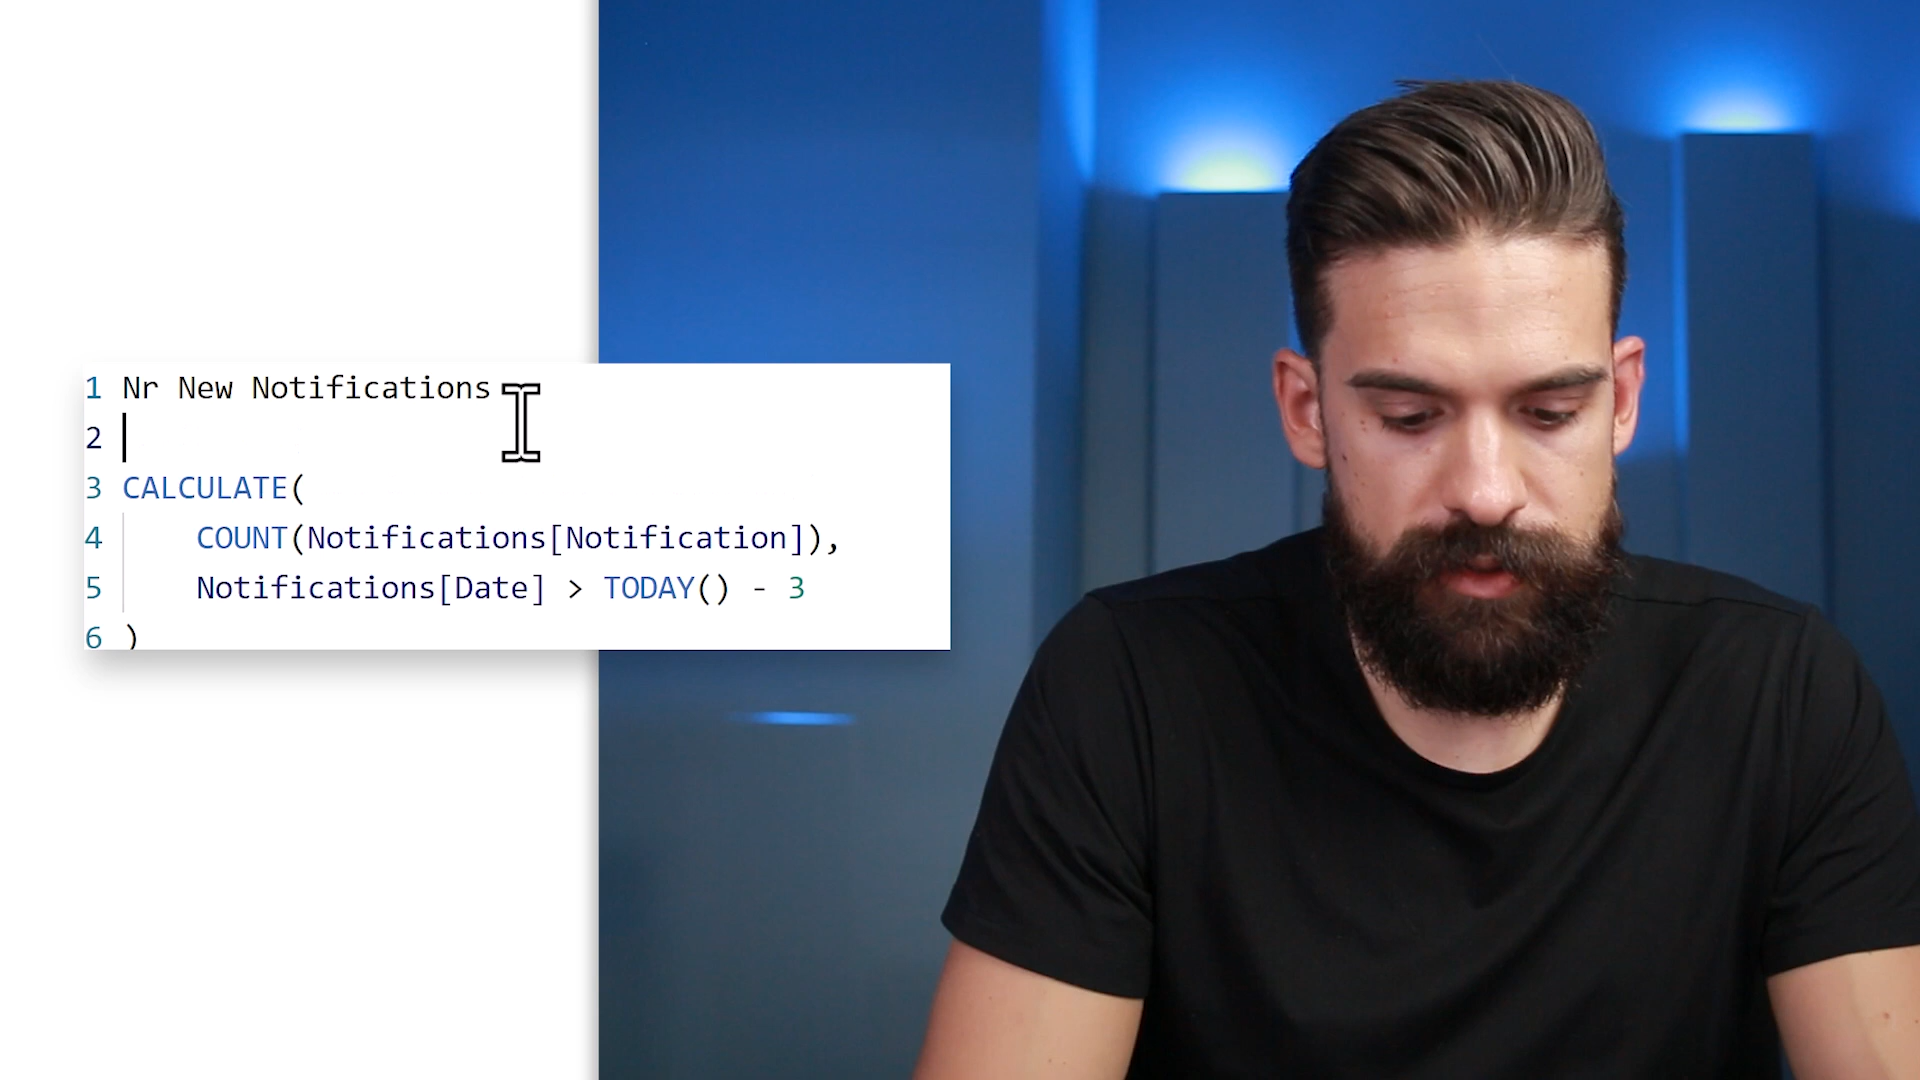 1 Nr New Notifications
2
3 CALCULATE(
4 COUNT(Notifications[Notification]),
5 Notifications[Date] > TODAY() - 3
6 )